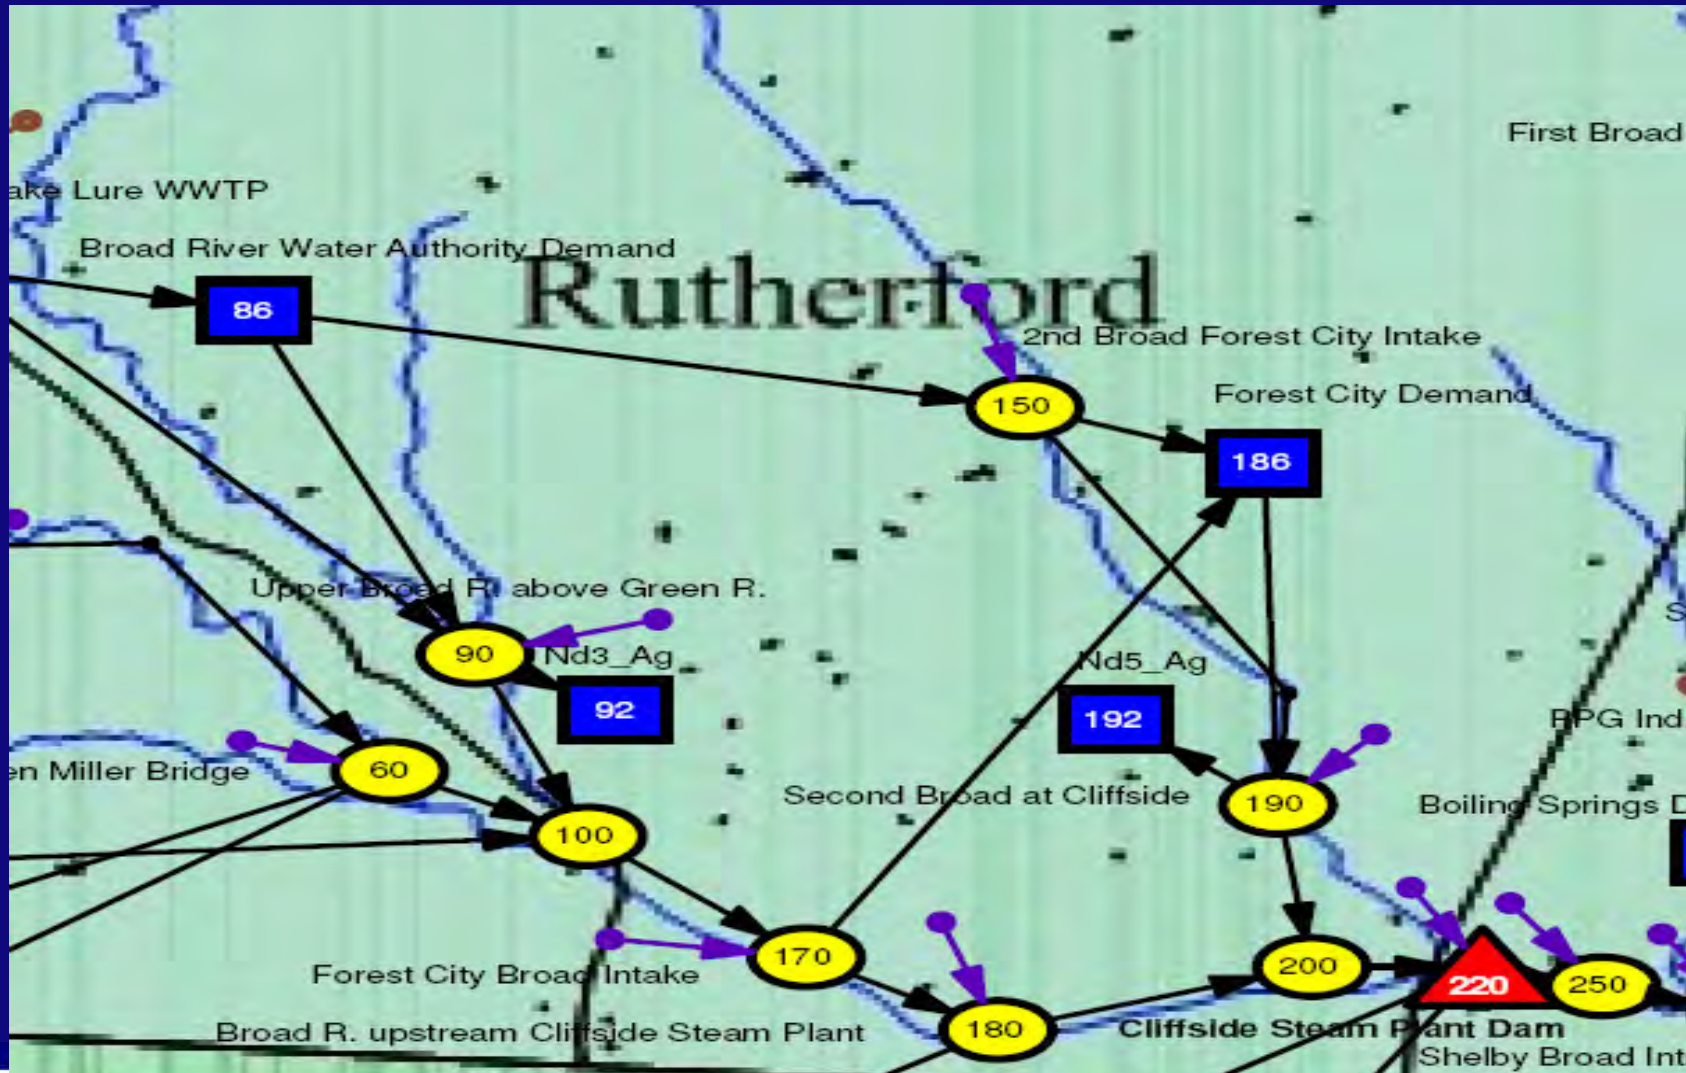 First Broad
ake Lure WWTP
Broad River Water Authority Demand
Rutherford
86
2nd Broad Forest City Intake
150
Forest City Demand
186
Upper Broad R. above Green R.
90
Nd3_Ag
Nd5_Ag
S
92
192
RPG Ind
60
en Miller Bridge
Second Broad at Cliffside
190
Boiling Springs D
100
170
200
220
250
Forest City Broad Intake
180
Broad R. upstream Cliffside Steam Plant
Cliffside Steam Plant Dam
Shelby Broad Int